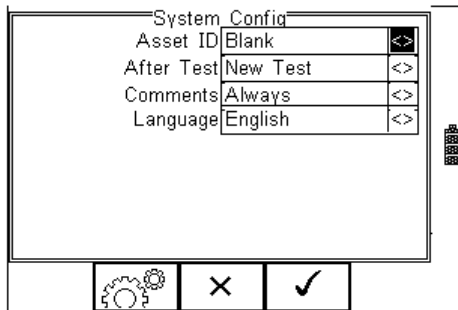 System Config
Asset ID Blank <>
After Test New Test <>
Comments Always <>
Language English <>